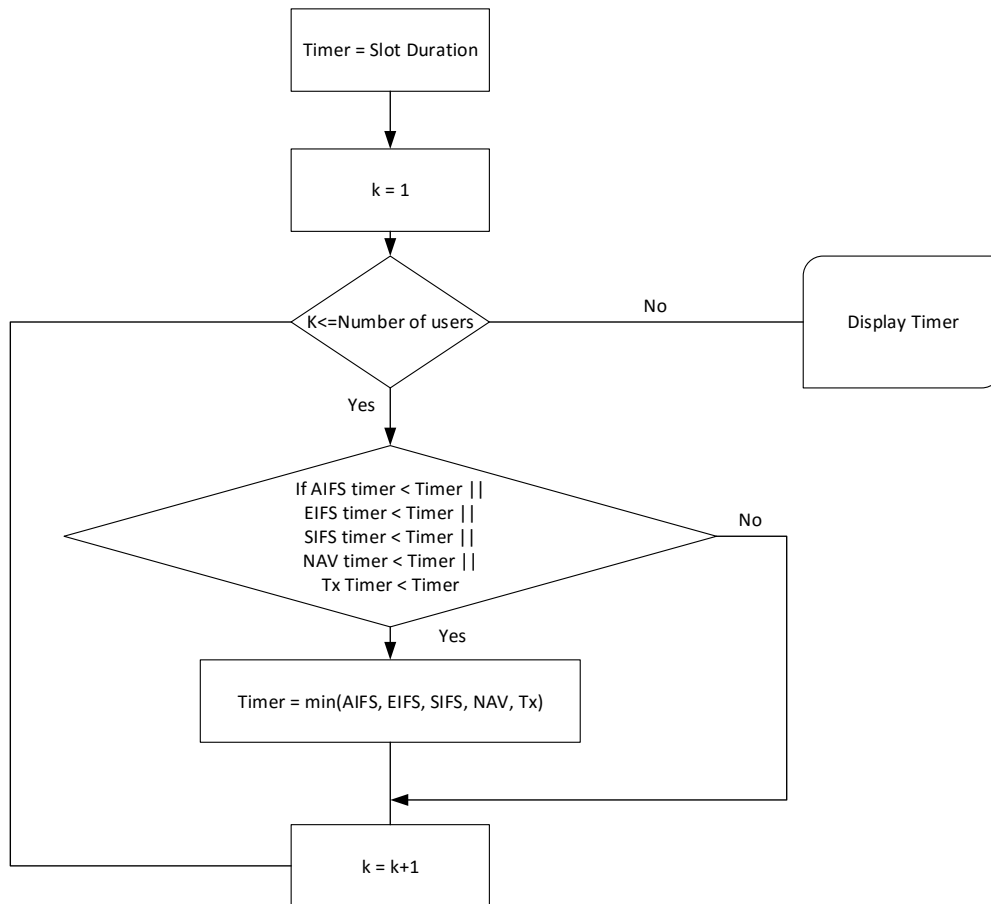 Timer = Slot Duration
k = 1
K<=Number of users
No
Display Timer
Yes
If AIFS timer < Timer ||
EIFS timer < Timer ||
SIFS timer < Timer ||
NAV timer < Timer ||
Tx Timer < Timer
No
Yes
Timer = min(AIFS, EIFS, SIFS, NAV, Tx)
k = k+1